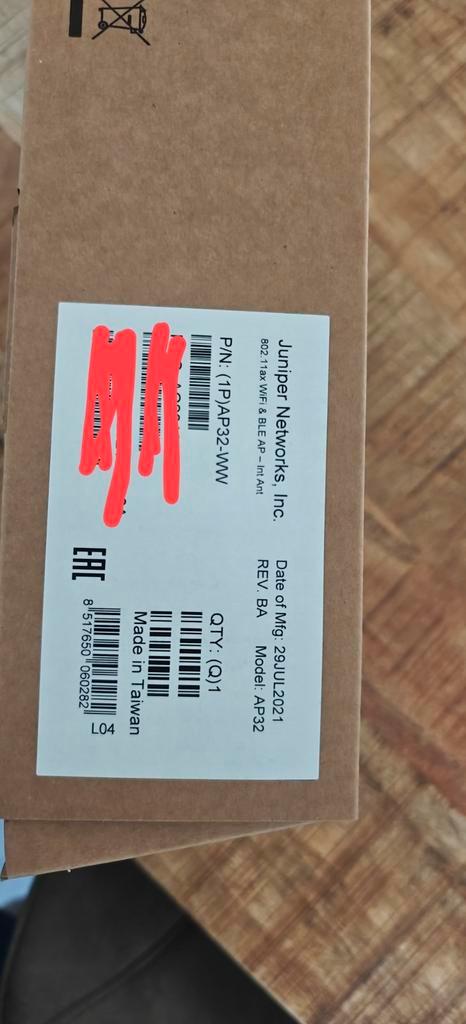 Juniper Networks, Inc.
802.11ax WiFi & BLE AP – Int Ant
Date of Mfg: 29JUL2021
REV. BA Model: AP32
P/N: (1P)AP32-WW
QTY: (Q)1
Made in Taiwan
EAC
8 517650 060282
L04